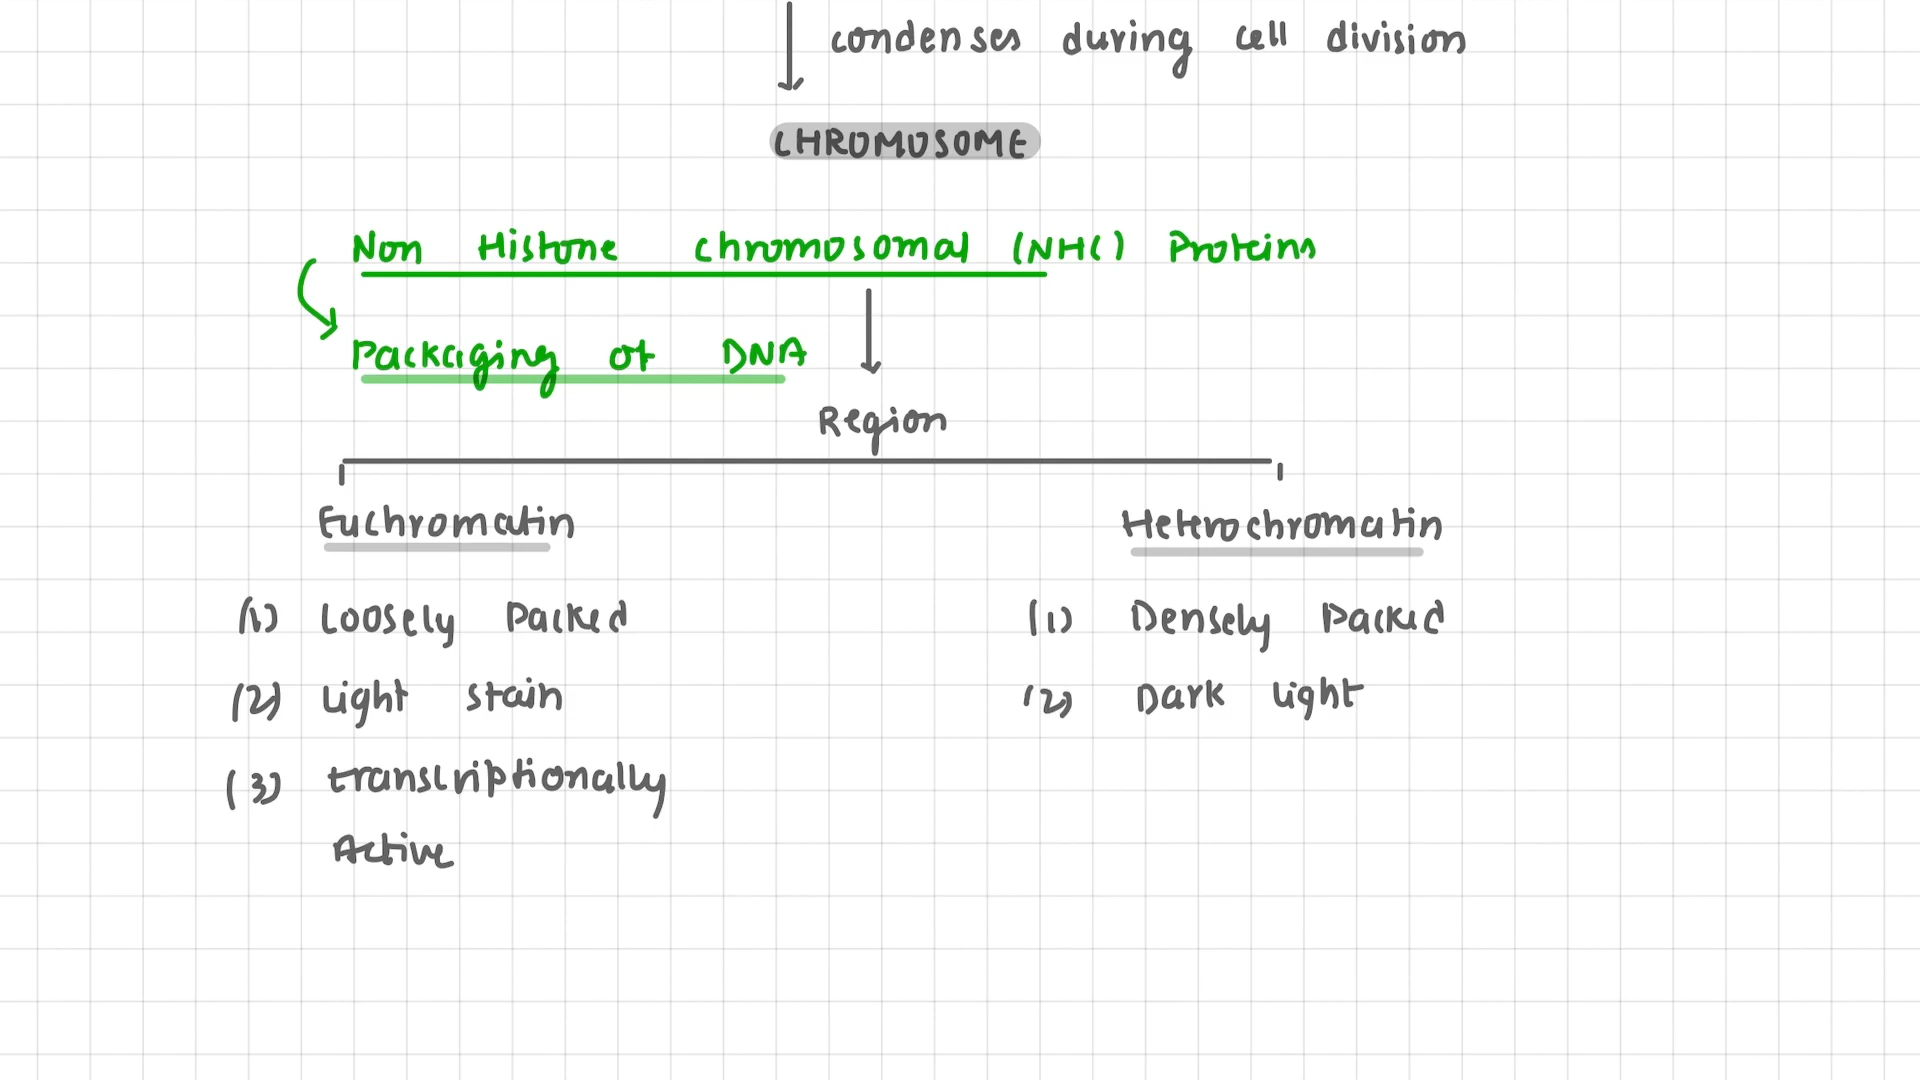 condenses during cell division
CHROMOSOME
Non Histone Chromosomal (NHC) Proteins
Packaging of DNA
Region
Euchromatin
Heterochromatin
(1) Loosely Packed
(1) Densely Packed
(2) Light stain
(2) Dark light
(3) transcriptionally
Active